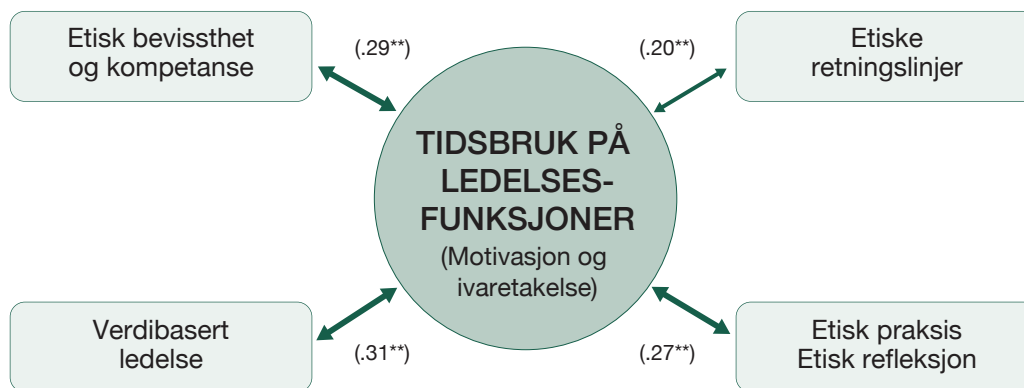 Etisk bevissthet
og kompetanse
(.29**)
(.20**)
Etiske
retningslinjer
TIDSBRUK PÅ
LEDELSES-
FUNKSJONER
(Motivasjon og
ivaretakelse)
Verdibasert
ledelse
(.31**)
(.27**)
Etisk praksis
Etisk refleksjon